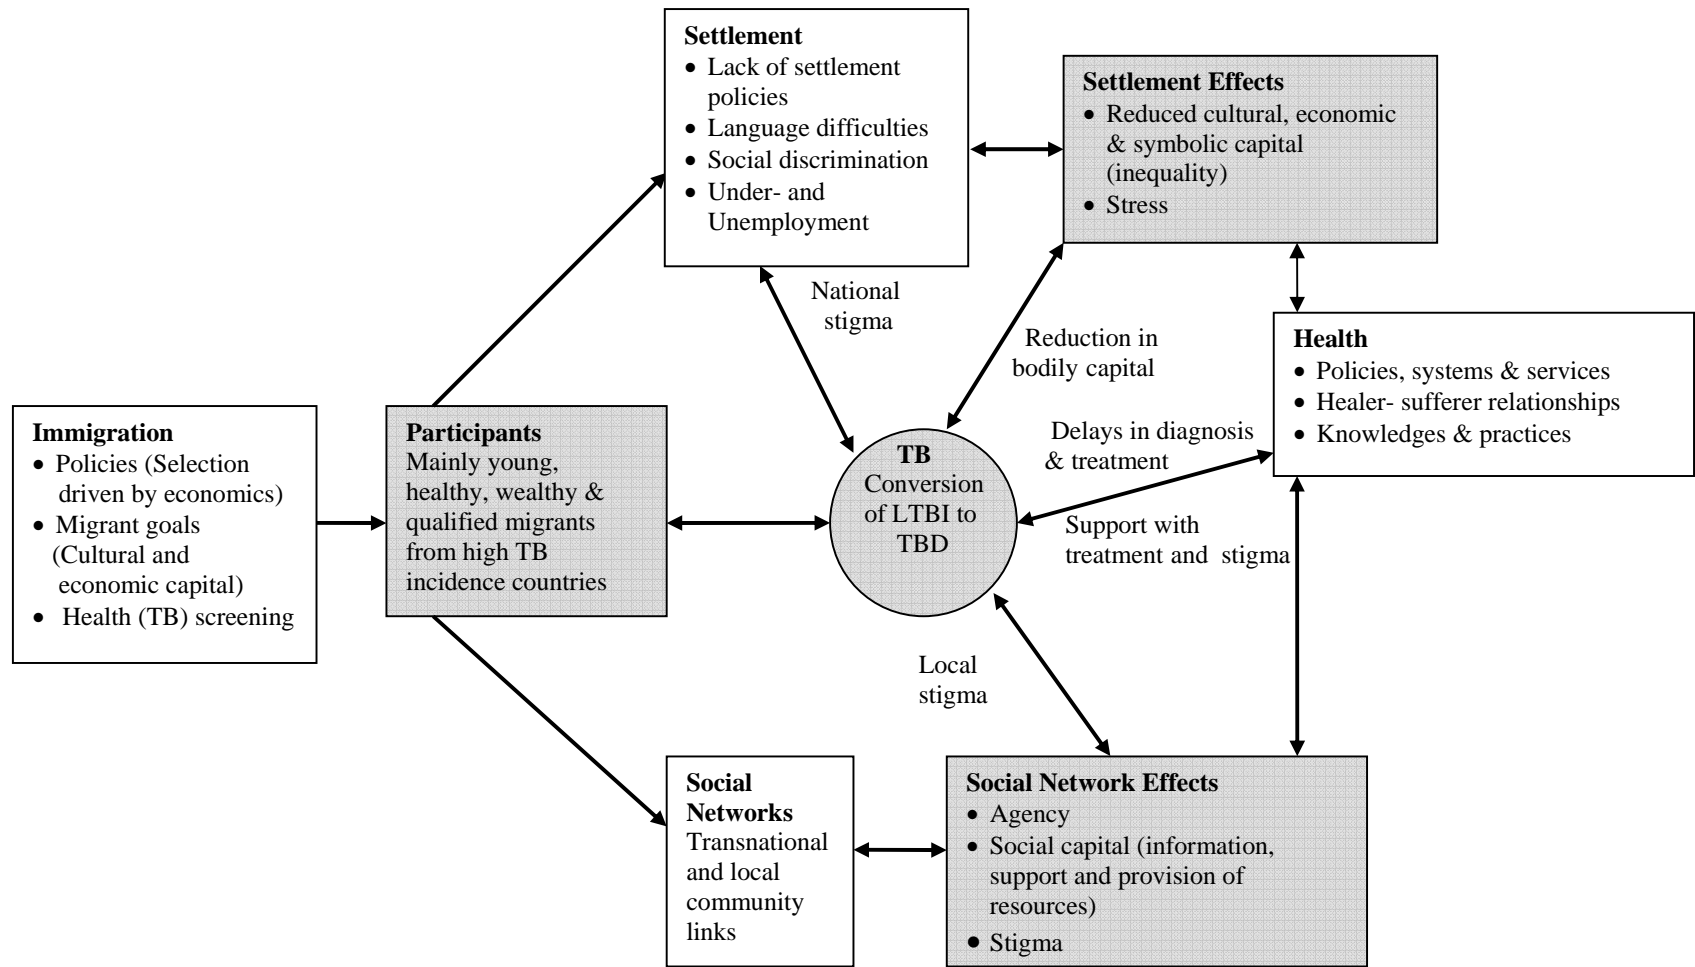 Settlement
• Lack of settlement
policies
• Language difficulties
• Social discrimination
• Under- and
Unemployment
Settlement Effects
• Reduced cultural, economic
& symbolic capital
(inequality)
• Stress
National
stigma
Reduction in
bodily capital
Health
• Policies, systems & services
• Healer- sufferer relationships
• Knowledges & practices
Immigration
• Policies (Selection
driven by economics)
• Migrant goals
(Cultural and
economic capital)
• Health (TB) screening
Participants
Mainly young,
healthy, wealthy &
qualified migrants
from high TB
incidence countries
TB
Conversion
of LTBI to
TBD
Delays in diagnosis
& treatment
Support with
treatment and stigma
Local
stigma
Social
Networks
Transnational
and local
community
links
Social Network Effects
• Agency
• Social capital (information,
support and provision of
resources)
• Stigma